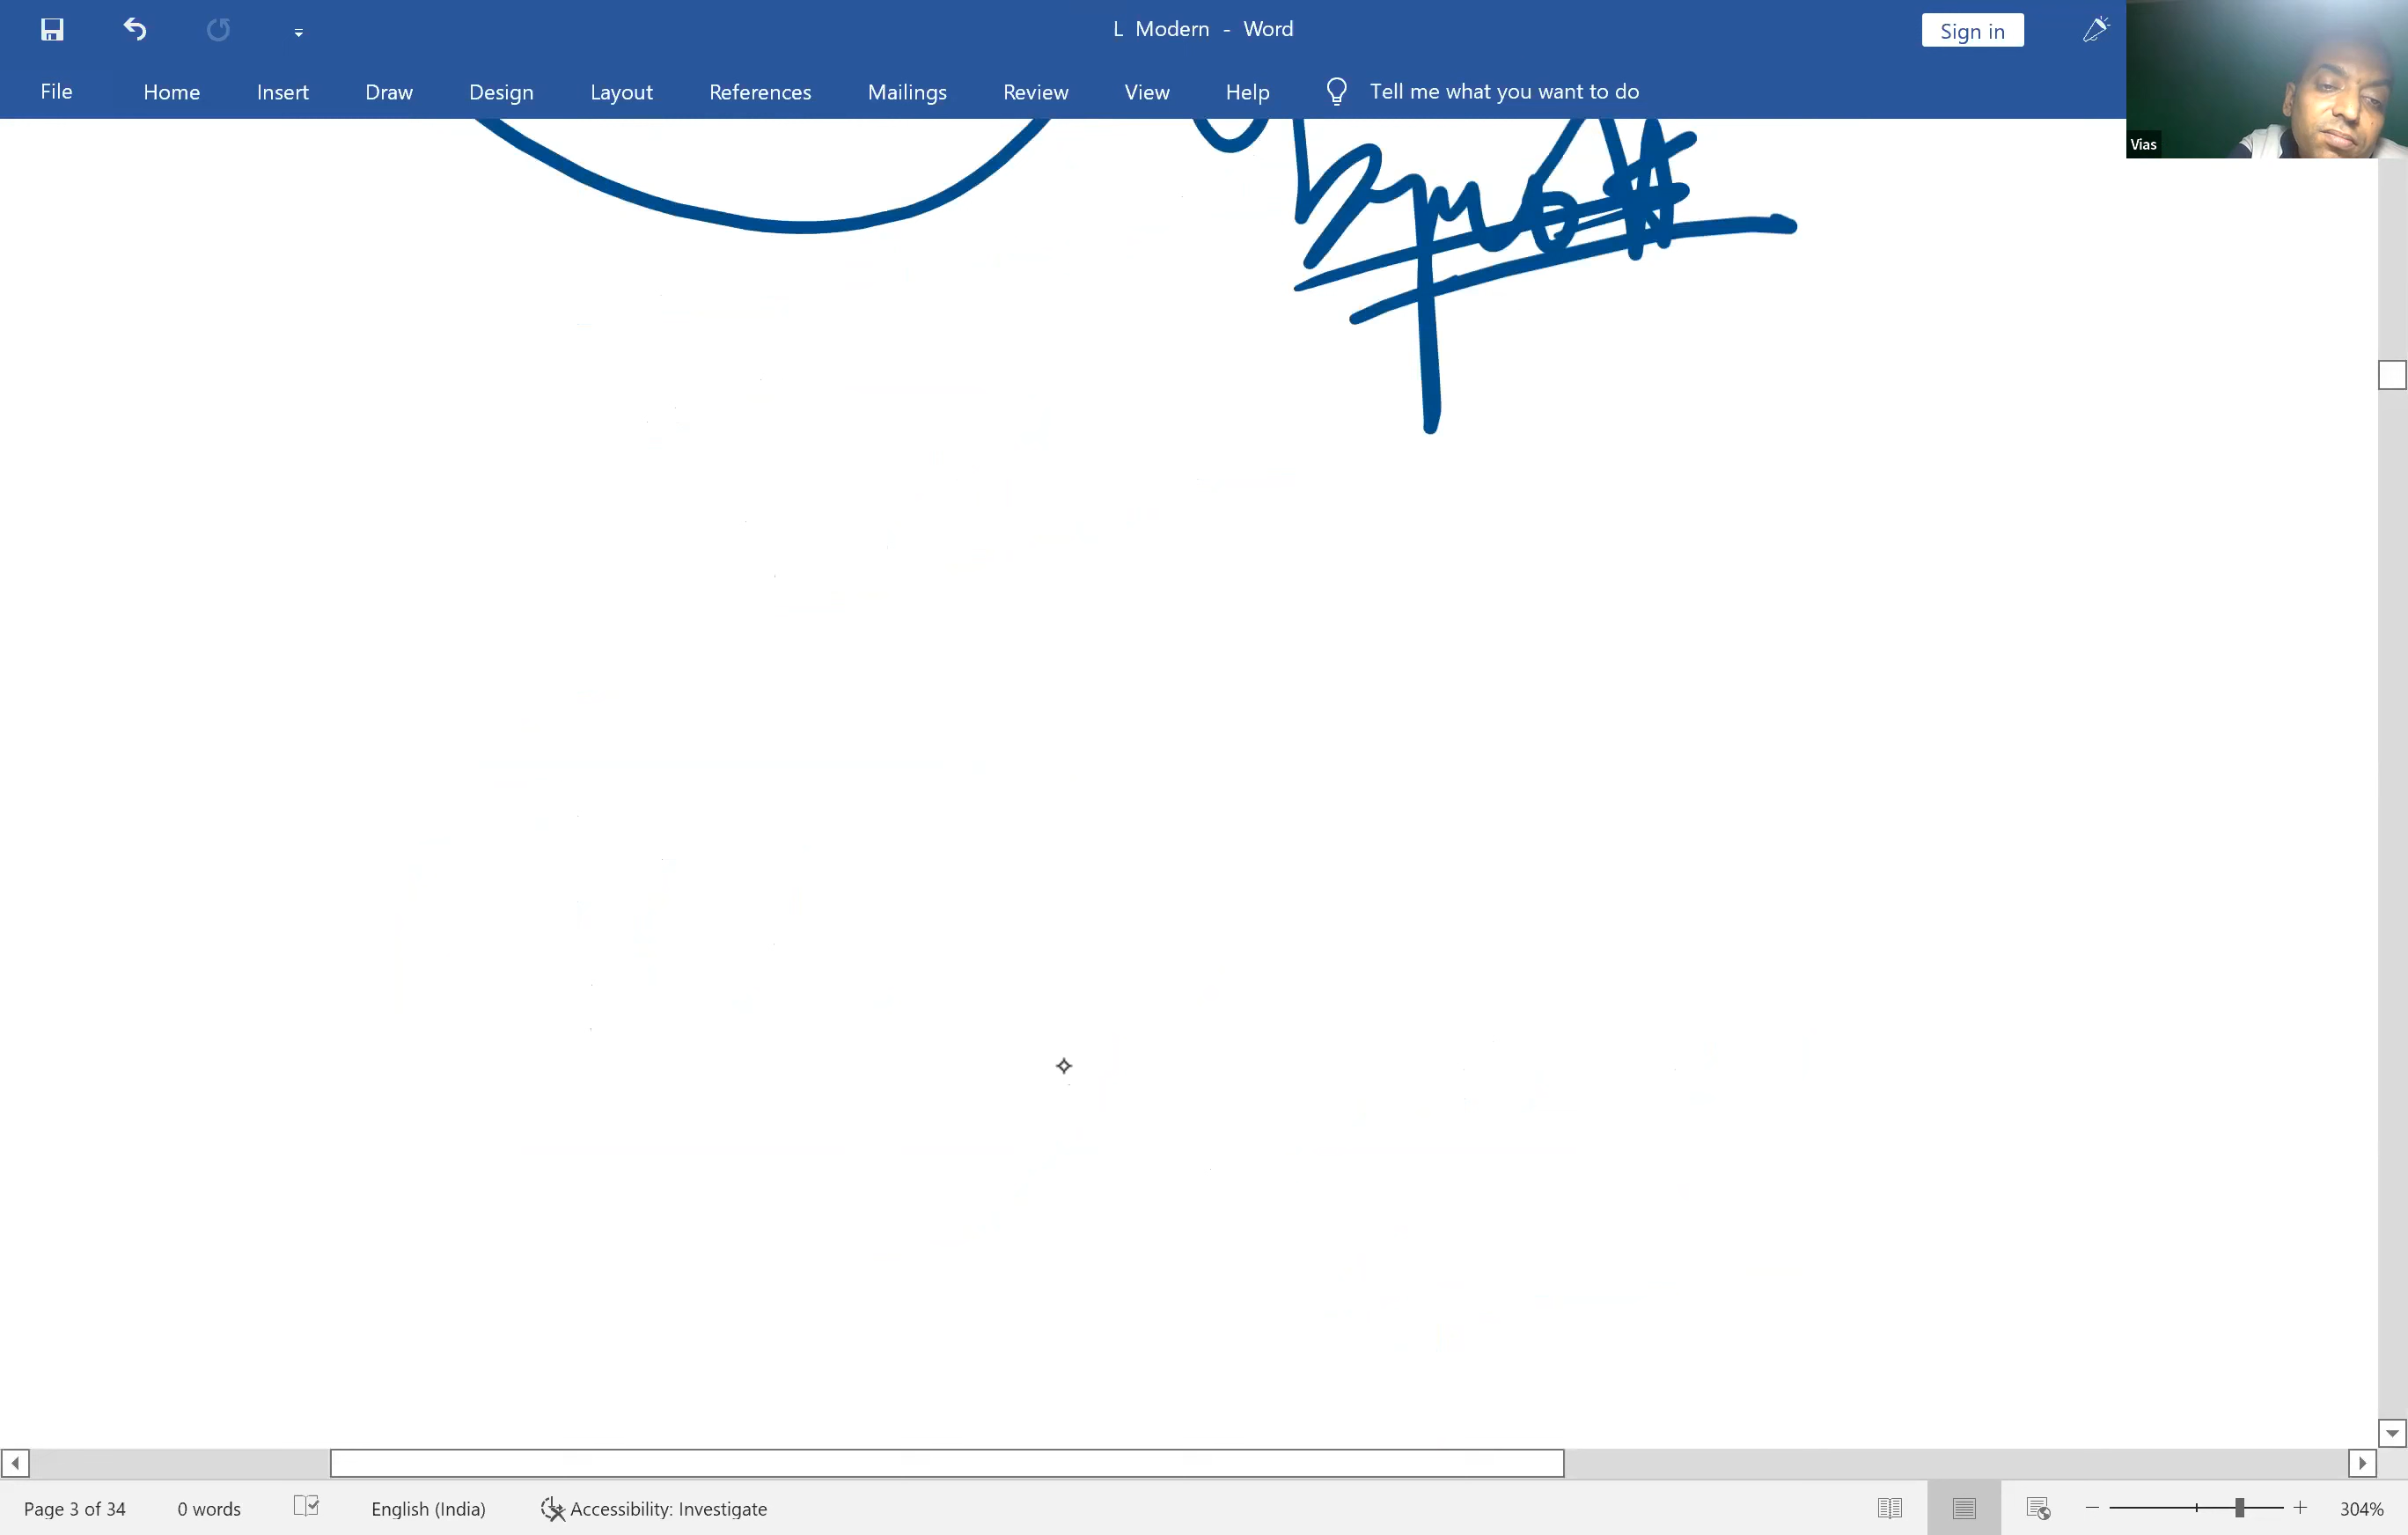 L Modern - Word
Sign in
File Home Insert Draw Design Layout References Mailings Review View Help Tell me what you want to do
Vias
Page 3 of 34 0 words English (India) Accessibility: Investigate 304%